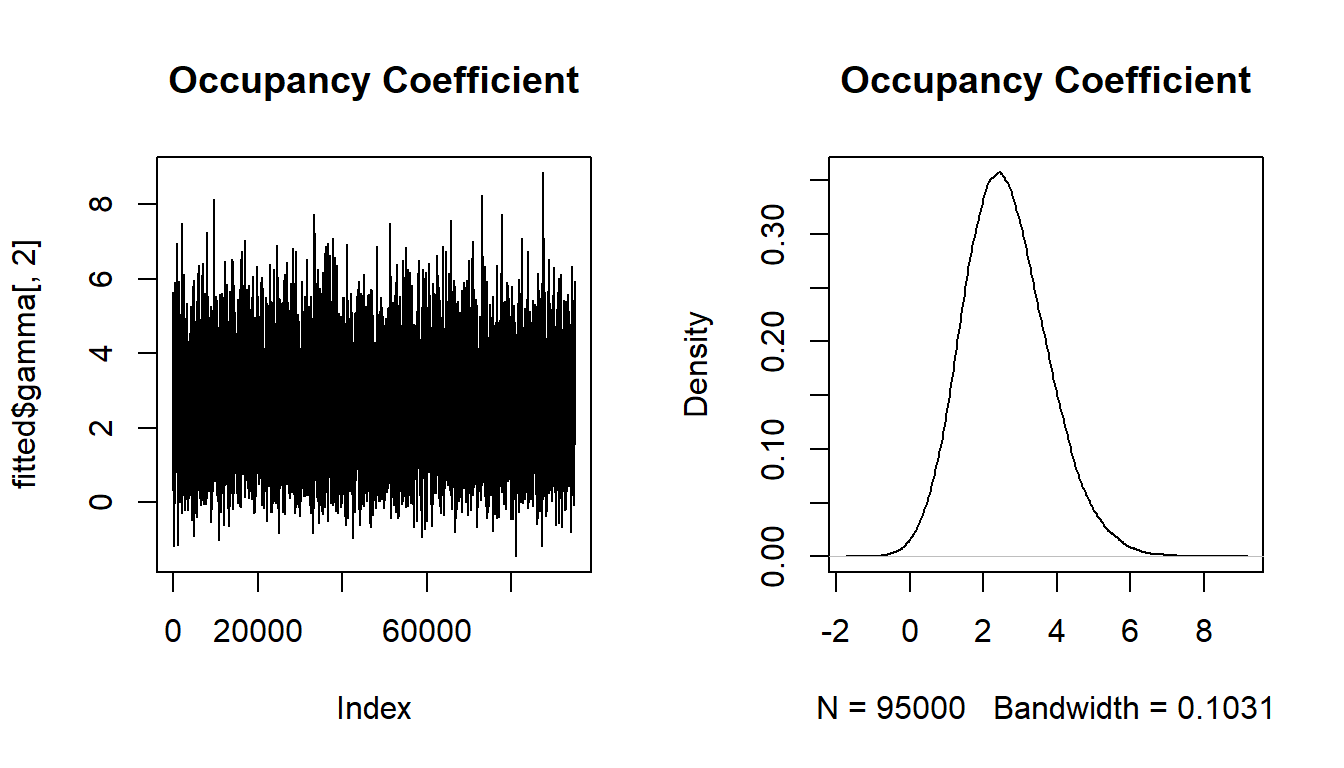 Occupancy Coefficient
fitted$gamma[, 2]
8
6
4
2
0
0 20000 60000
Index
Occupancy Coefficient
Density
0.30
0.20
0.10
0.00
-2 0 2 4 6 8
N = 95000 Bandwidth = 0.1031